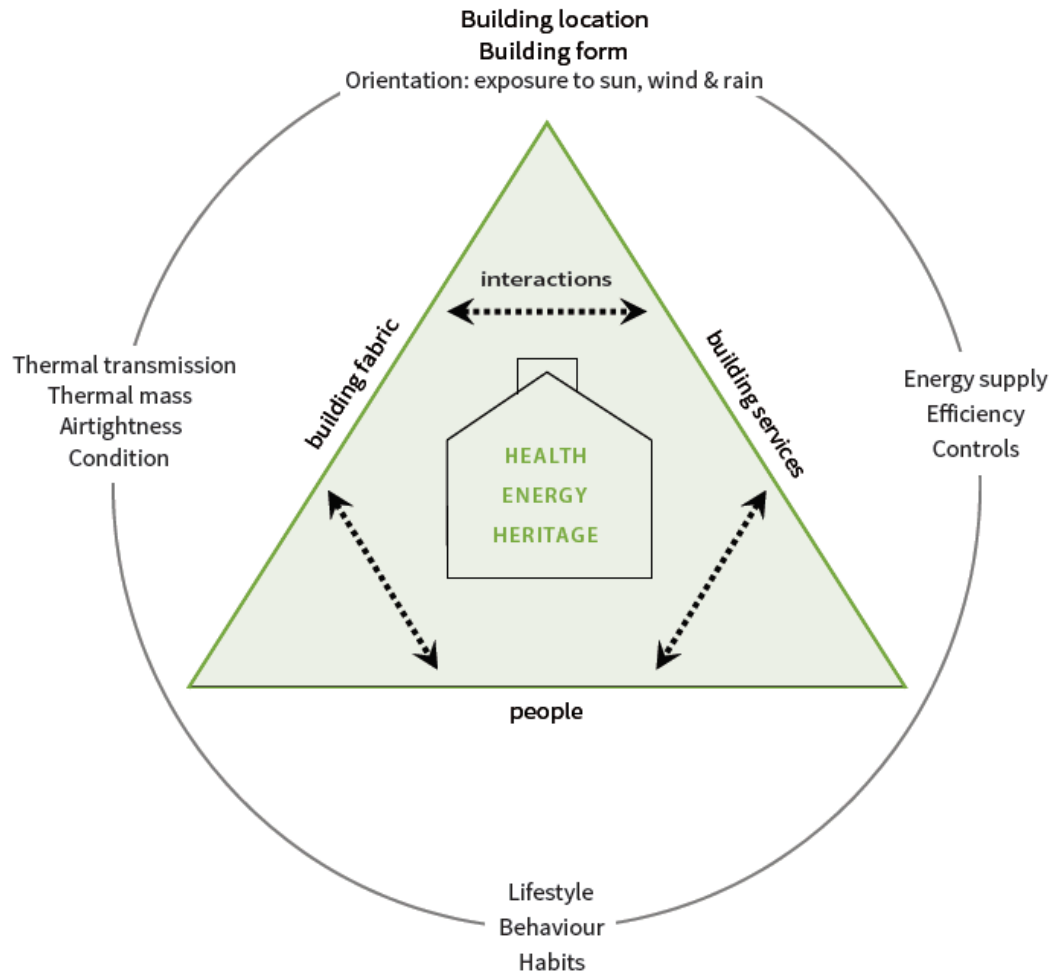 Building location
Building form
Orientation: exposure to sun, wind & rain
interactions
building fabric
building services
Thermal transmission
Thermal mass
Airtightness
Condition
Energy supply
Efficiency
Controls
HEALTH
ENERGY
HERITAGE
people
Lifestyle
Behaviour
Habits